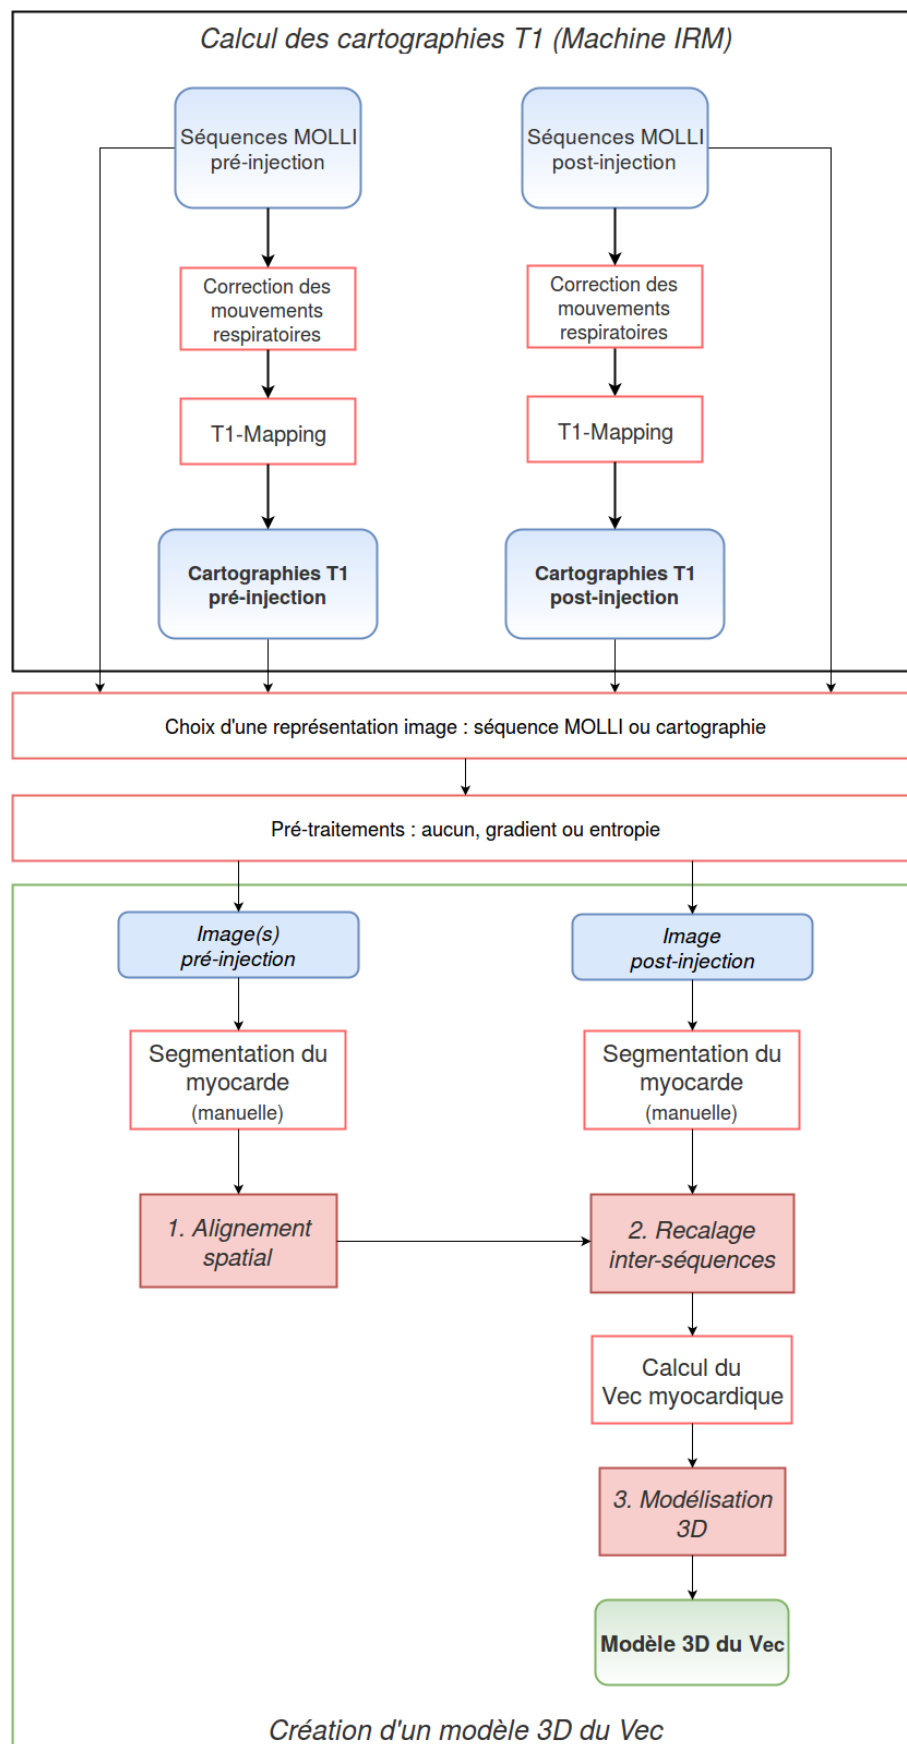 Calcul des cartographies T1 (Machine IRM)
Séquences MOLLI
pré-injection
Séquences MOLLI
post-injection
Correction des
mouvements
respiratoires
Correction des
mouvements
respiratoires
T1-Mapping
T1-Mapping
Cartographies T1
pré-injection
Cartographies T1
post-injection
Choix d'une représentation image : séquence MOLLI ou cartographie
Pré-traitements : aucun, gradient ou entropie
Image(s)
pré-injection
Image
post-injection
Segmentation du
myocarde
(manuelle)
Segmentation du
myocarde
(manuelle)
1. Alignement
spatial
2. Recalage
inter-séquences
Calcul du
Vec myocardique
3. Modélisation
3D
Modèle 3D du Vec
Création d'un modèle 3D du Vec